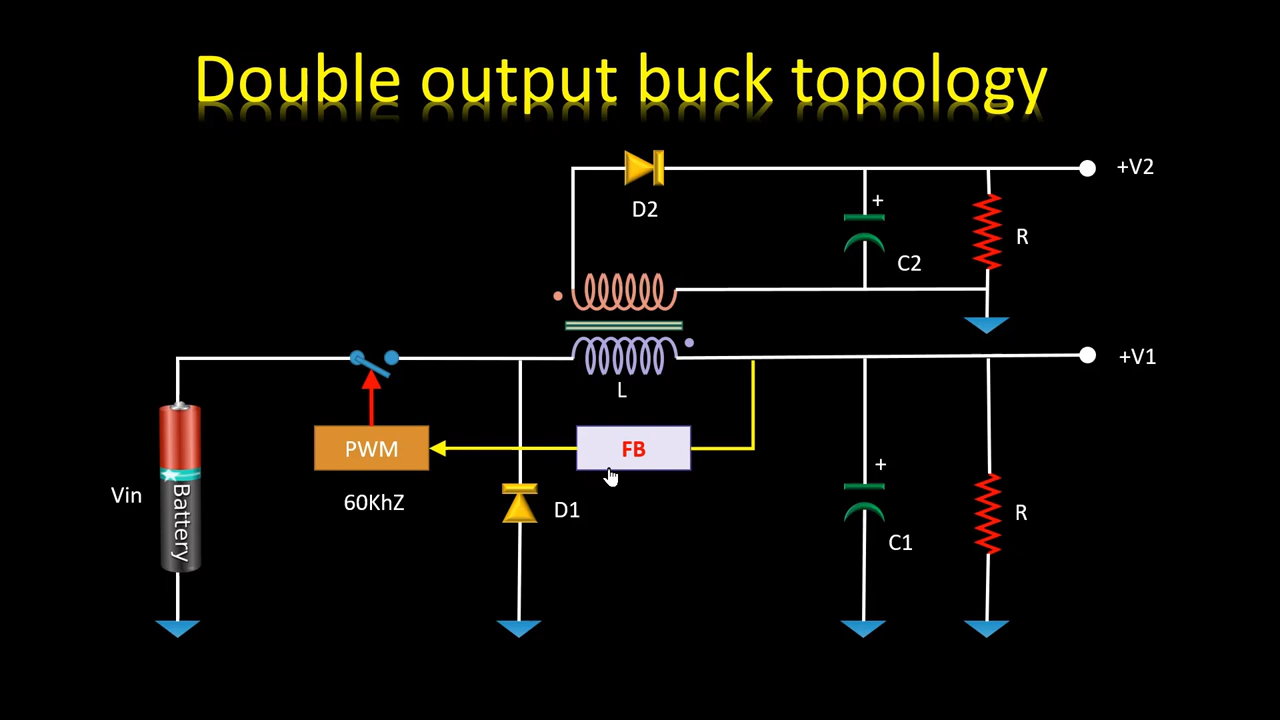 Double output buck topology
+V2
D2
R
C2
+V1
L
PWM
FB
Vin
Battery
60KhZ
D1
+
+
C1
R